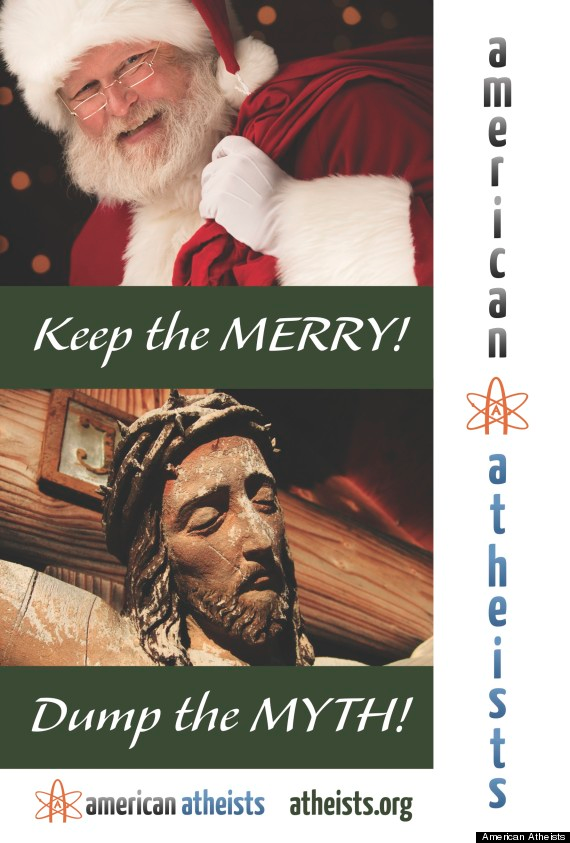 Keep the MERRY!
Dump the MYTH!
american atheists atheists.org
american
A
atheists
American Atheists